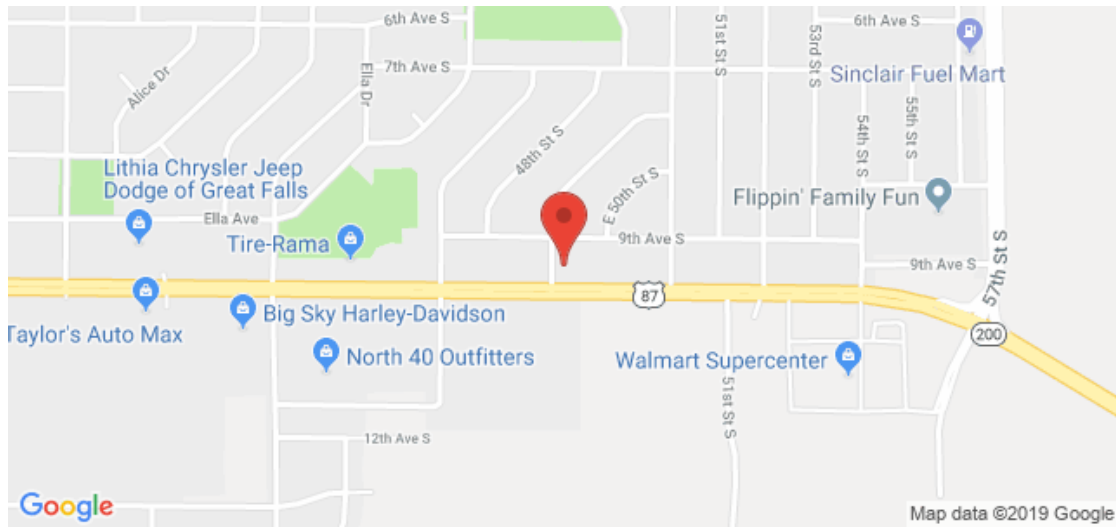 6th Ave S
6th Ave S
51st St S
53rd St S
7th Ave S
Ella Dr
Alice Dr
Sinclair Fuel Mart
48th St S
54th St S
55th St S
Lithia Chrysler Jeep
Dodge of Great Falls
E 50th St S
Flippin' Family Fun
Ella Ave
Tire-Rama
9th Ave S
9th Ave S
57th St S
87
Big Sky Harley-Davidson
Taylor's Auto Max
200
North 40 Outfitters
Walmart Supercenter
51st St S
12th Ave S
Google
Map data ©2019 Google